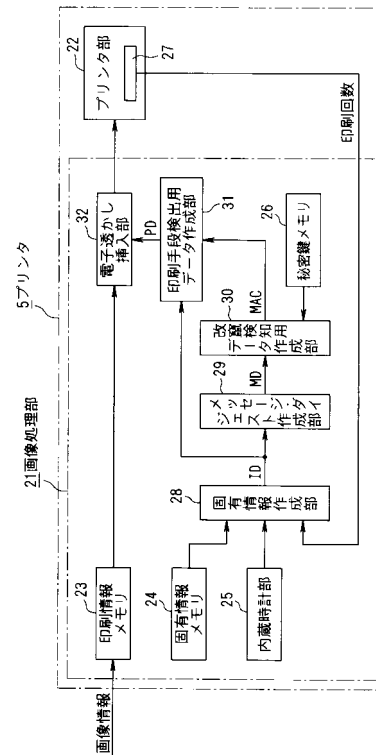 5プリンタ
21画像処理部
画像情報
23
印刷情報
メモリ
24
固有情報
メモリ
25
内蔵時計部
28
固有情報
作成部
ID
29
メッセージ・ダイ
ジェスト作成部
MD
30
改竄検知用
データ作成
部
MAC
26
秘密鍵メモリ
31
印刷手段検出用
データ作成部
PD
32
電子透かし
挿入部
22
プリンタ部
27
印刷回数